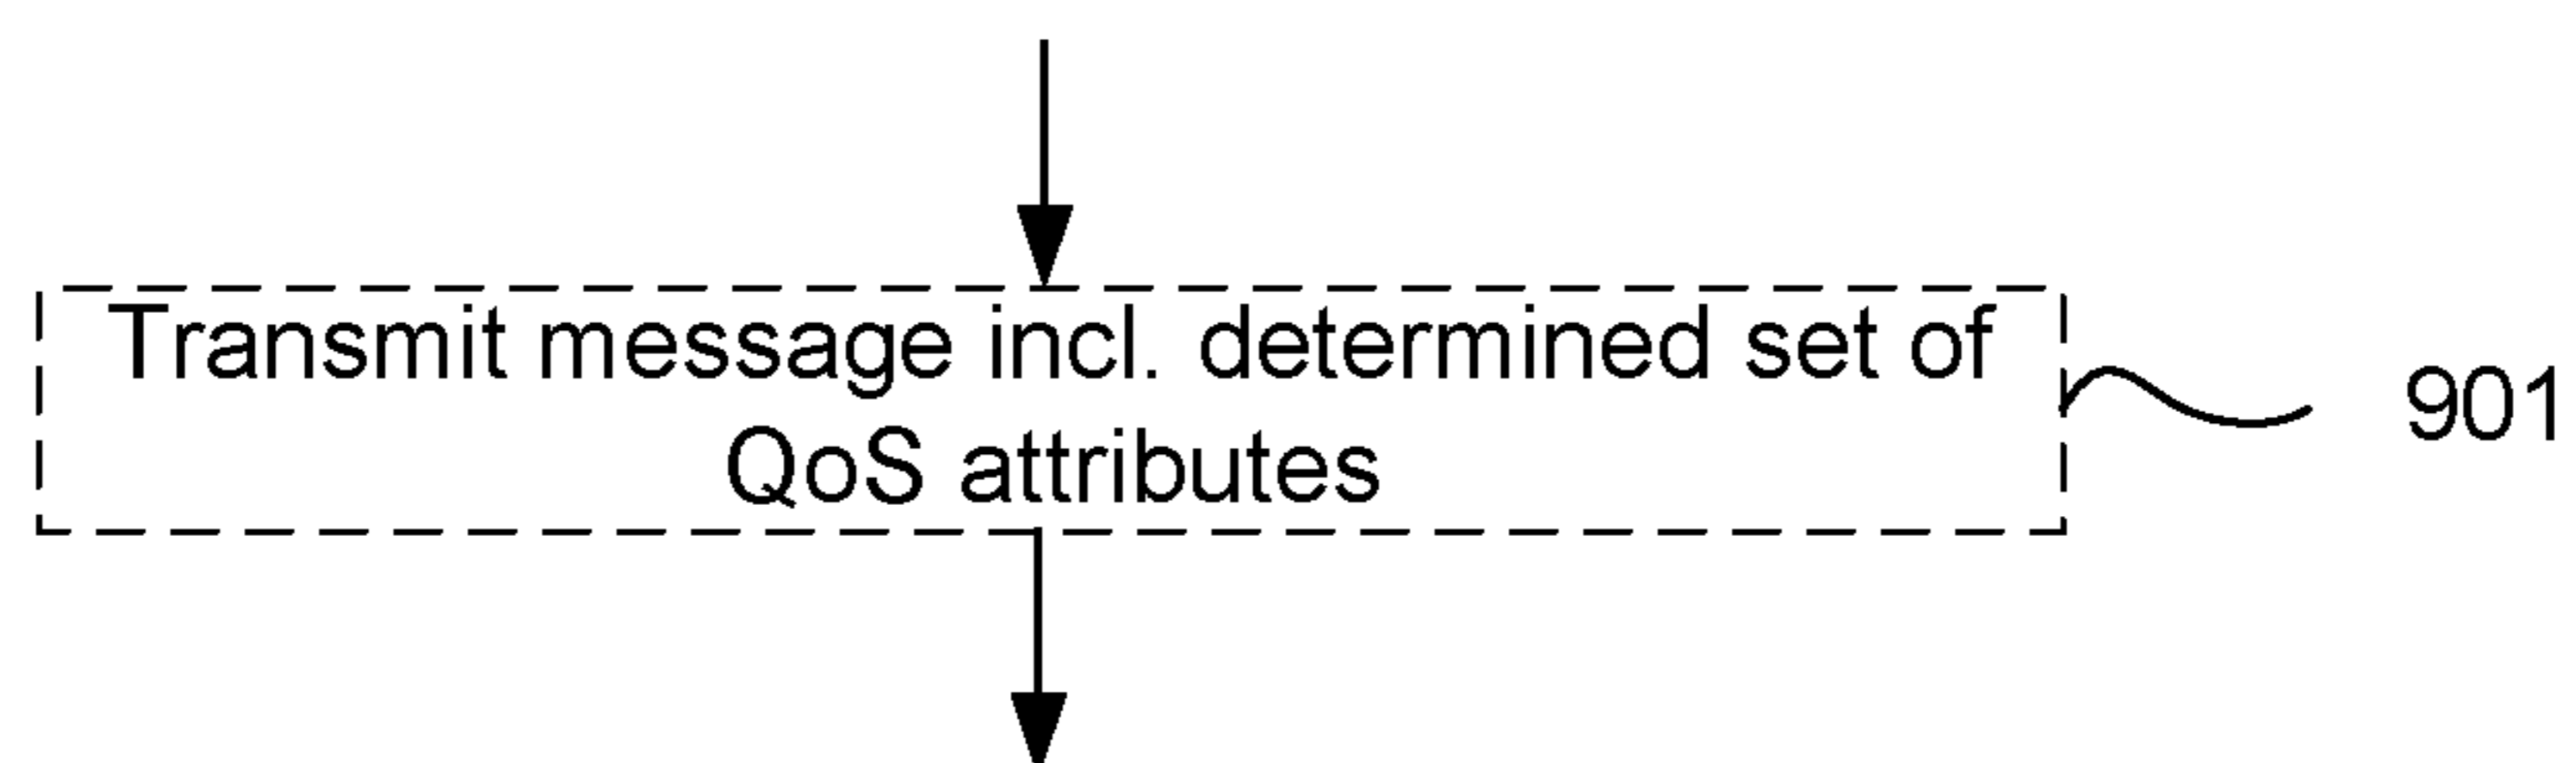 Transmit message incl. determined set of
QoS attributes
901